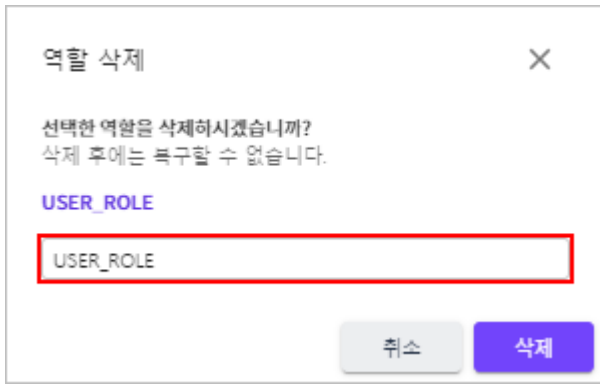 역할 삭제
선택한 역할을 삭제하시겠습니까?
삭제 후에는 복구할 수 없습니다.
USER_ROLE
USER_ROLE
취소
삭제